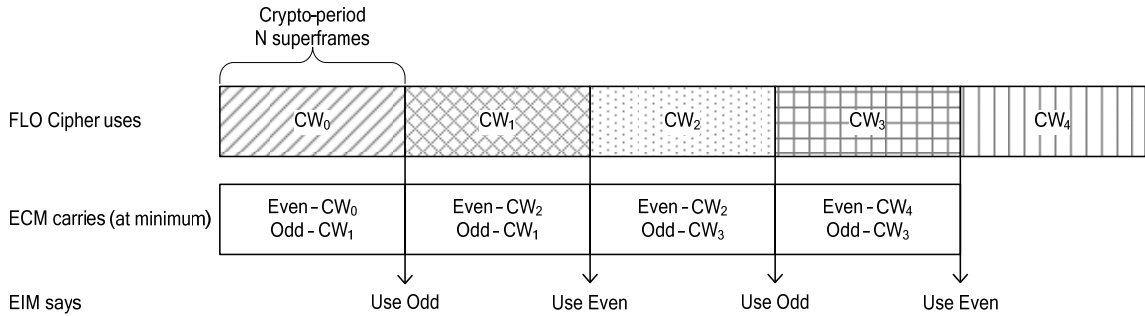 Crypto-period
N superframes
FLO Cipher uses CW₀ CW₁ CW₂ CW₃ CW₄
ECM carries (at minimum) Even – CW₀ Even – CW₂ Even – CW₂ Even – CW₄
Odd – CW₁ Odd – CW₁ Odd – CW₃ Odd – CW₃
EIM says Use Odd Use Even Use Odd Use Even